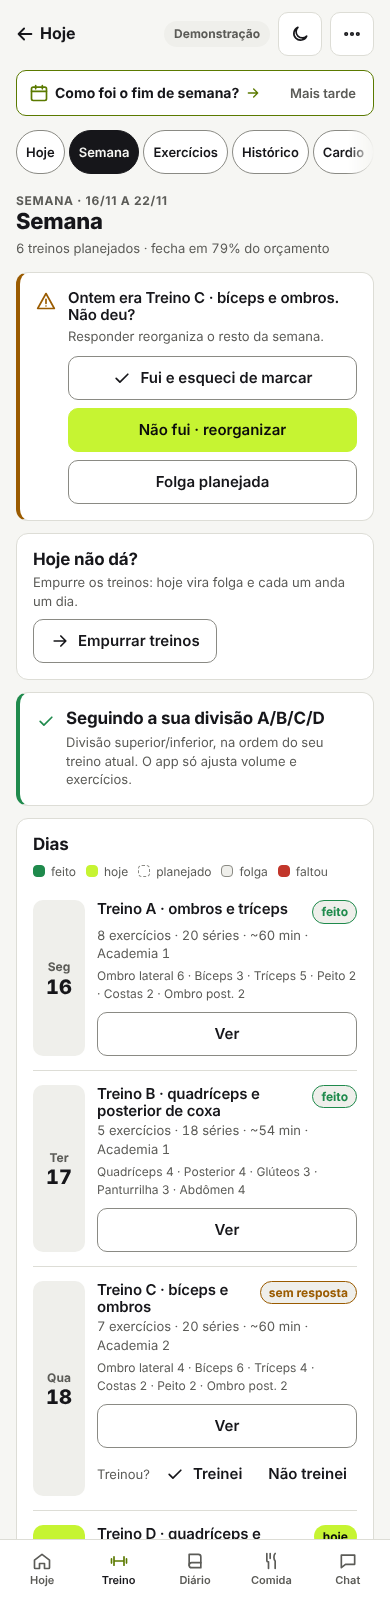 Hoje
Demonstração
Como foi o fim de semana?
Mais tarde
Hoje
Semana
Exercícios
Histórico
Cardio
SEMANA · 16/11 A 22/11
Semana
6 treinos planejados · fecha em 79% do orçamento
Ontem era Treino C · bíceps e ombros.
Não deu?
Responder reorganiza o resto da semana.
Fui e esqueci de marcar
Não fui · reorganizar
Folga planejada
Hoje não dá?
Empurre os treinos: hoje vira folga e cada um anda
um dia.
Empurrar treinos
Seguindo a sua divisão A/B/C/D
Divisão superior/inferior, na ordem do seu
treino atual. O app só ajusta volume e
exercícios.
Dias
feito
hoje
planejado
folga
faltou
Seg
16
Treino A · ombros e tríceps
feito
8 exercícios · 20 séries · ~60 min ·
Academia 1
Ombro lateral 6 · Bíceps 3 · Tríceps 5 · Peito 2
· Costas 2 · Ombro post. 2
Ver
Ter
17
Treino B · quadríceps e
posterior de coxa
feito
5 exercícios · 18 séries · ~54 min ·
Academia 1
Quadríceps 4 · Posterior 4 · Glúteos 3 ·
Panturrilha 3 · Abdômen 4
Ver
Qua
18
Treino C · bíceps e
ombros
sem resposta
7 exercícios · 20 séries · ~60 min ·
Academia 2
Ombro lateral 4 · Bíceps 6 · Tríceps 4 ·
Costas 2 · Peito 2 · Ombro post. 2
Ver
Treinou?
Treinei
Não treinei
Treino D · quadríceps e
hoje
Hoje
Treino
Diário
Comida
Chat